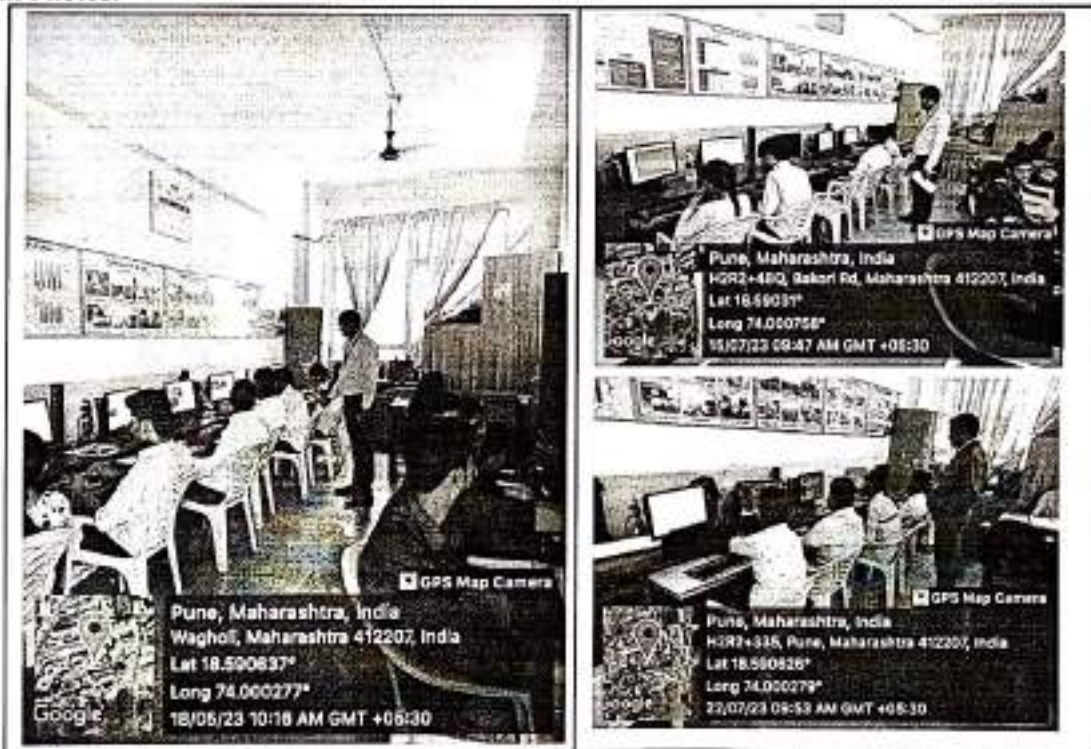 GPS Map Camera
Pune, Maharashtra, India
Wagholi, Maharashtra 412207, India
Lat 18.590637°
Long 74.000277°
18/05/23 10:16 AM GMT +05:30
Google
GPS Map Camera
Pune, Maharashtra, India
Bakori Rd, Maharashtra 412207, India
Lat 18.59031°
Long 74.000758°
15/07/23 09:47 AM GMT +05:30
Google
GPS Map Camera
Pune, Maharashtra, India
H2R2+335, Pune, Maharashtra 412207, India
Lat 18.590626°
Long 74.000279°
22/07/23 09:53 AM GMT +05:30
Google